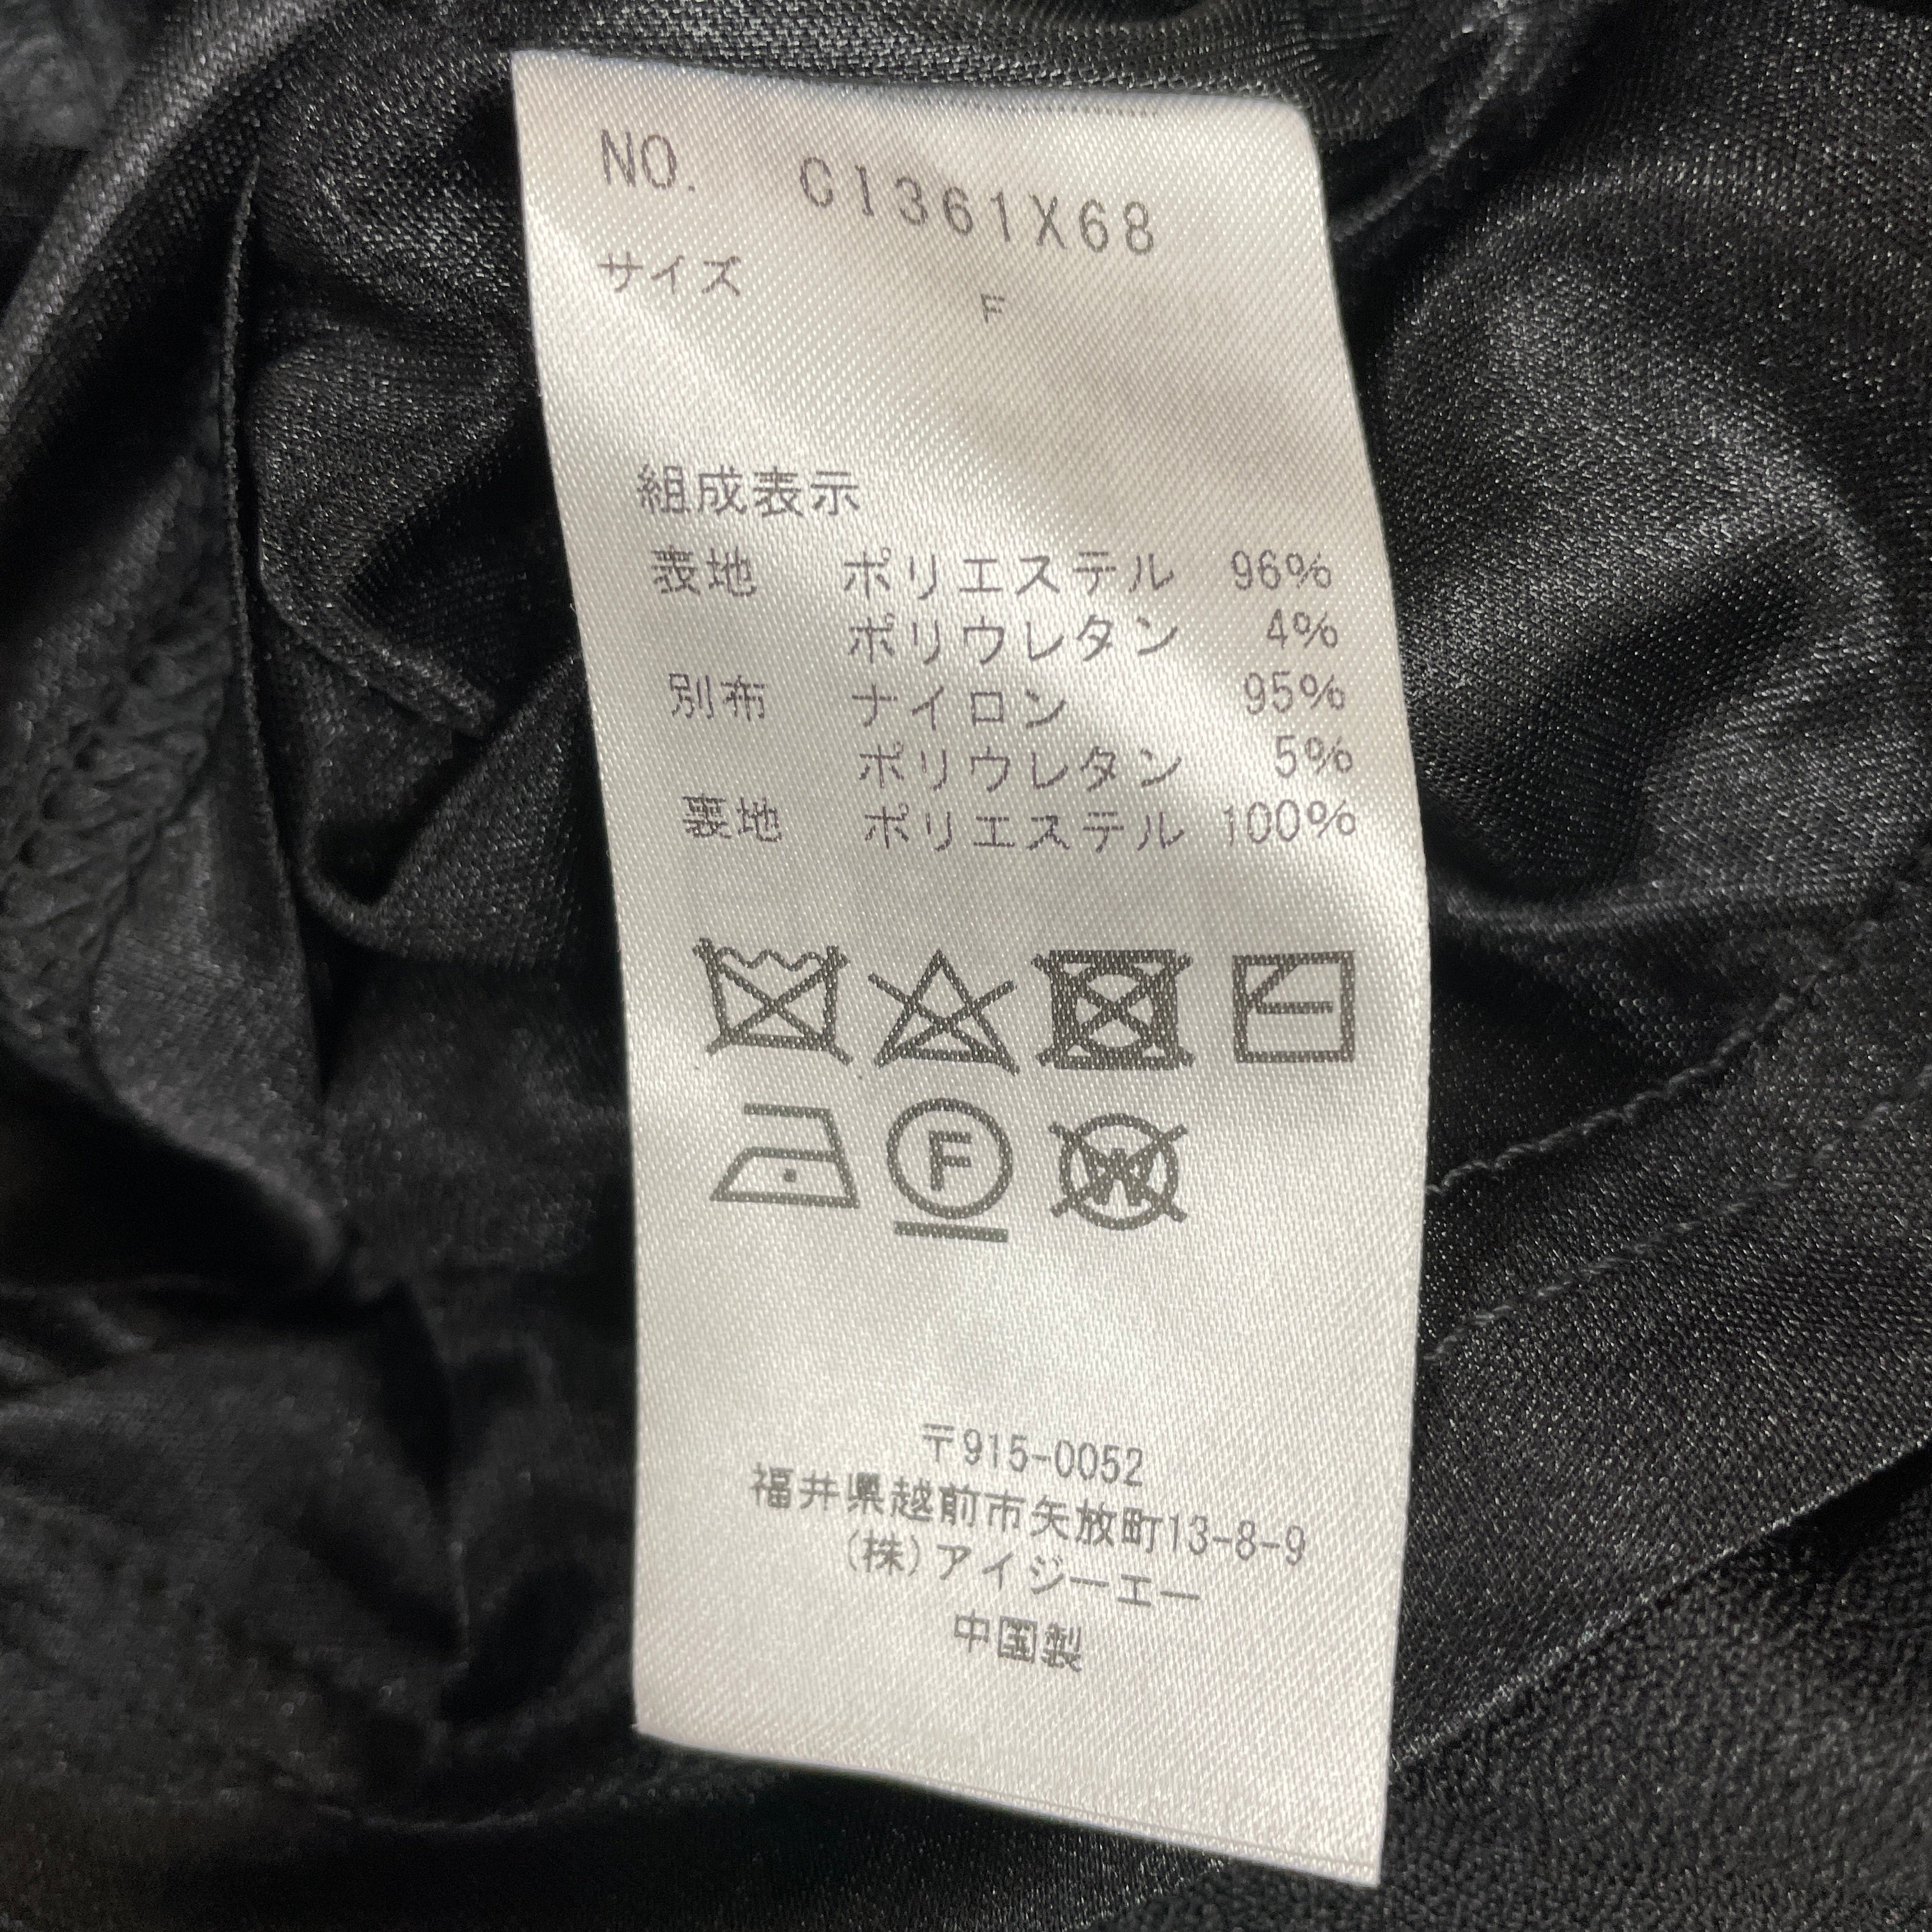 NO. C1361X68
サイズ F
組成表示
表地 ポリエステル 96%
ポリウレタン 4%
別布 ナイロン 95%
ポリウレタン 5%
裏地 ポリエステル 100%
F
W
〒915-0052
福井県越前市矢放町13-8-9
(株)アイジーエー
中国製